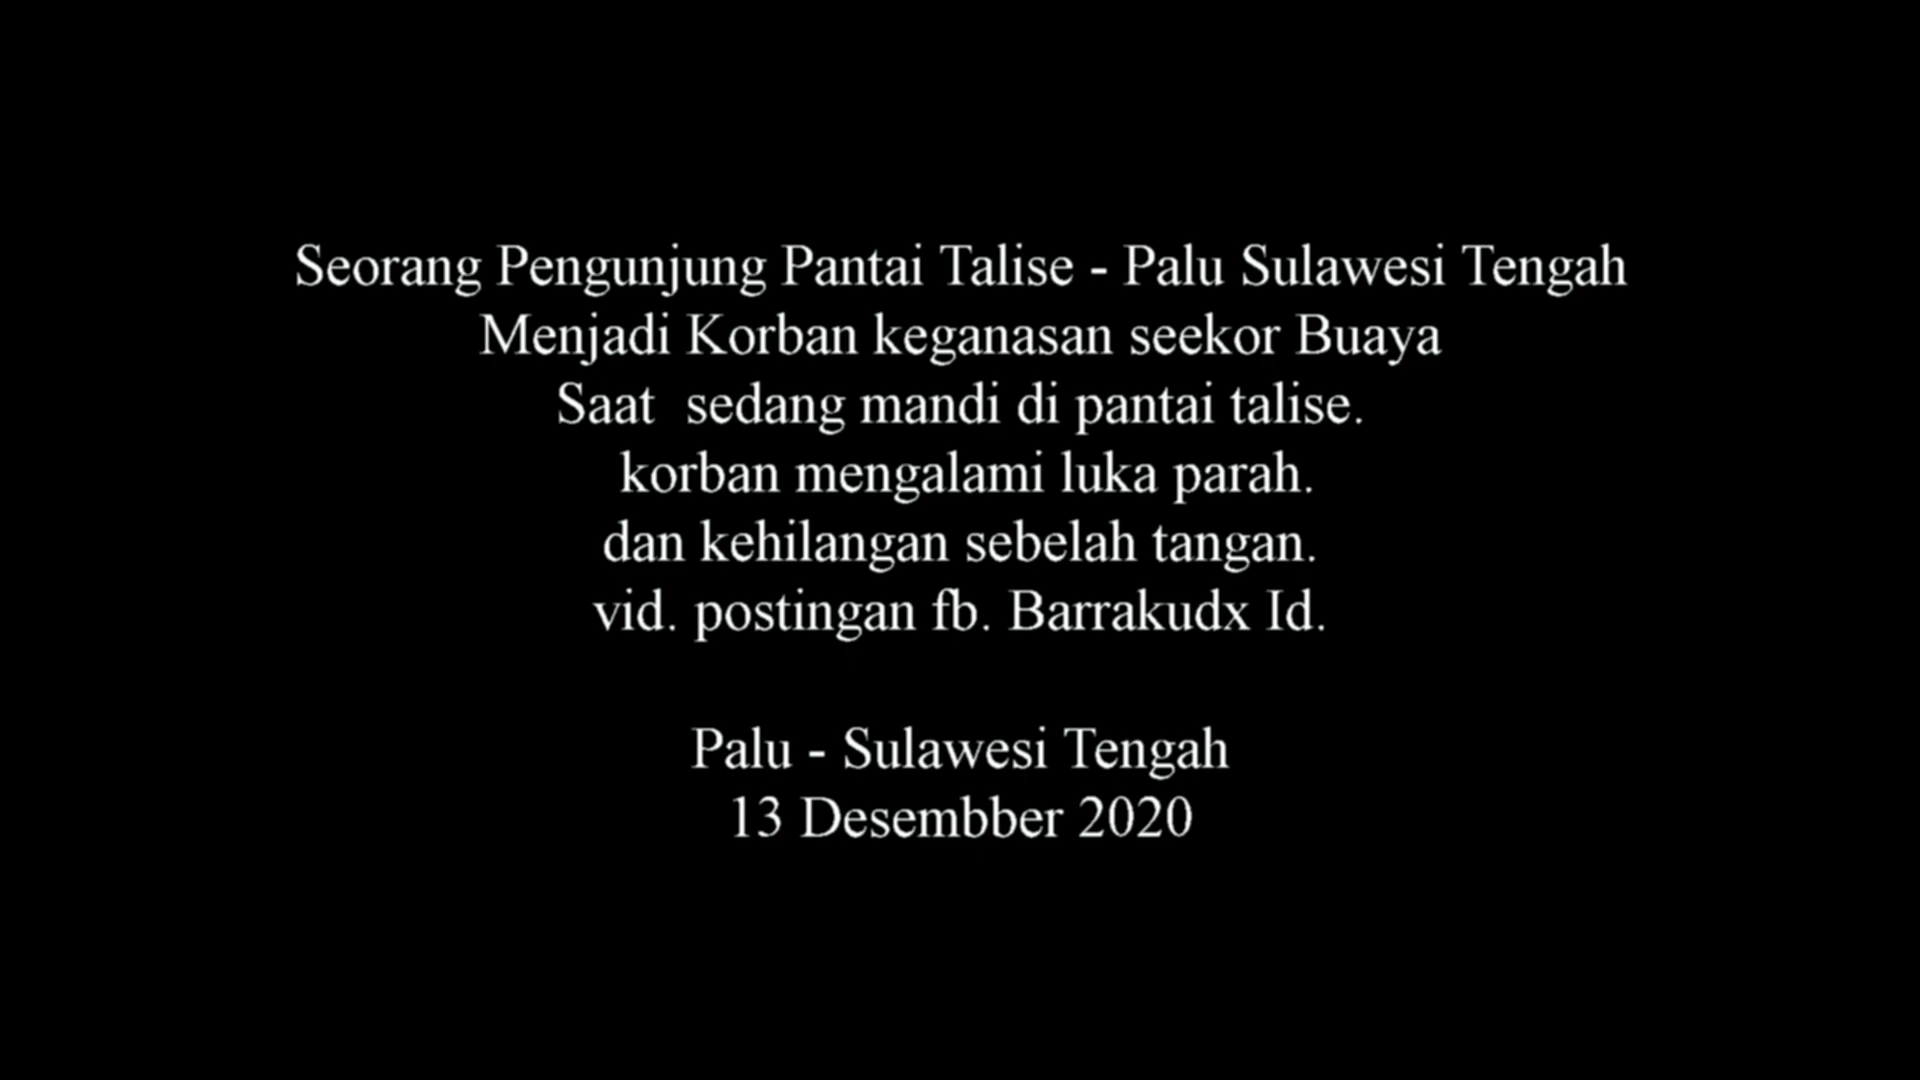 Seorang Pengunjung Pantai Talise - Palu Sulawesi Tengah
Menjadi Korban keganasan seekor Buaya
Saat  sedang mandi di pantai talise.
korban mengalami luka parah.
dan kehilangan sebelah tangan.
vid. postingan fb. Barrakudx Id.
Palu - Sulawesi Tengah
13 Desembber 2020